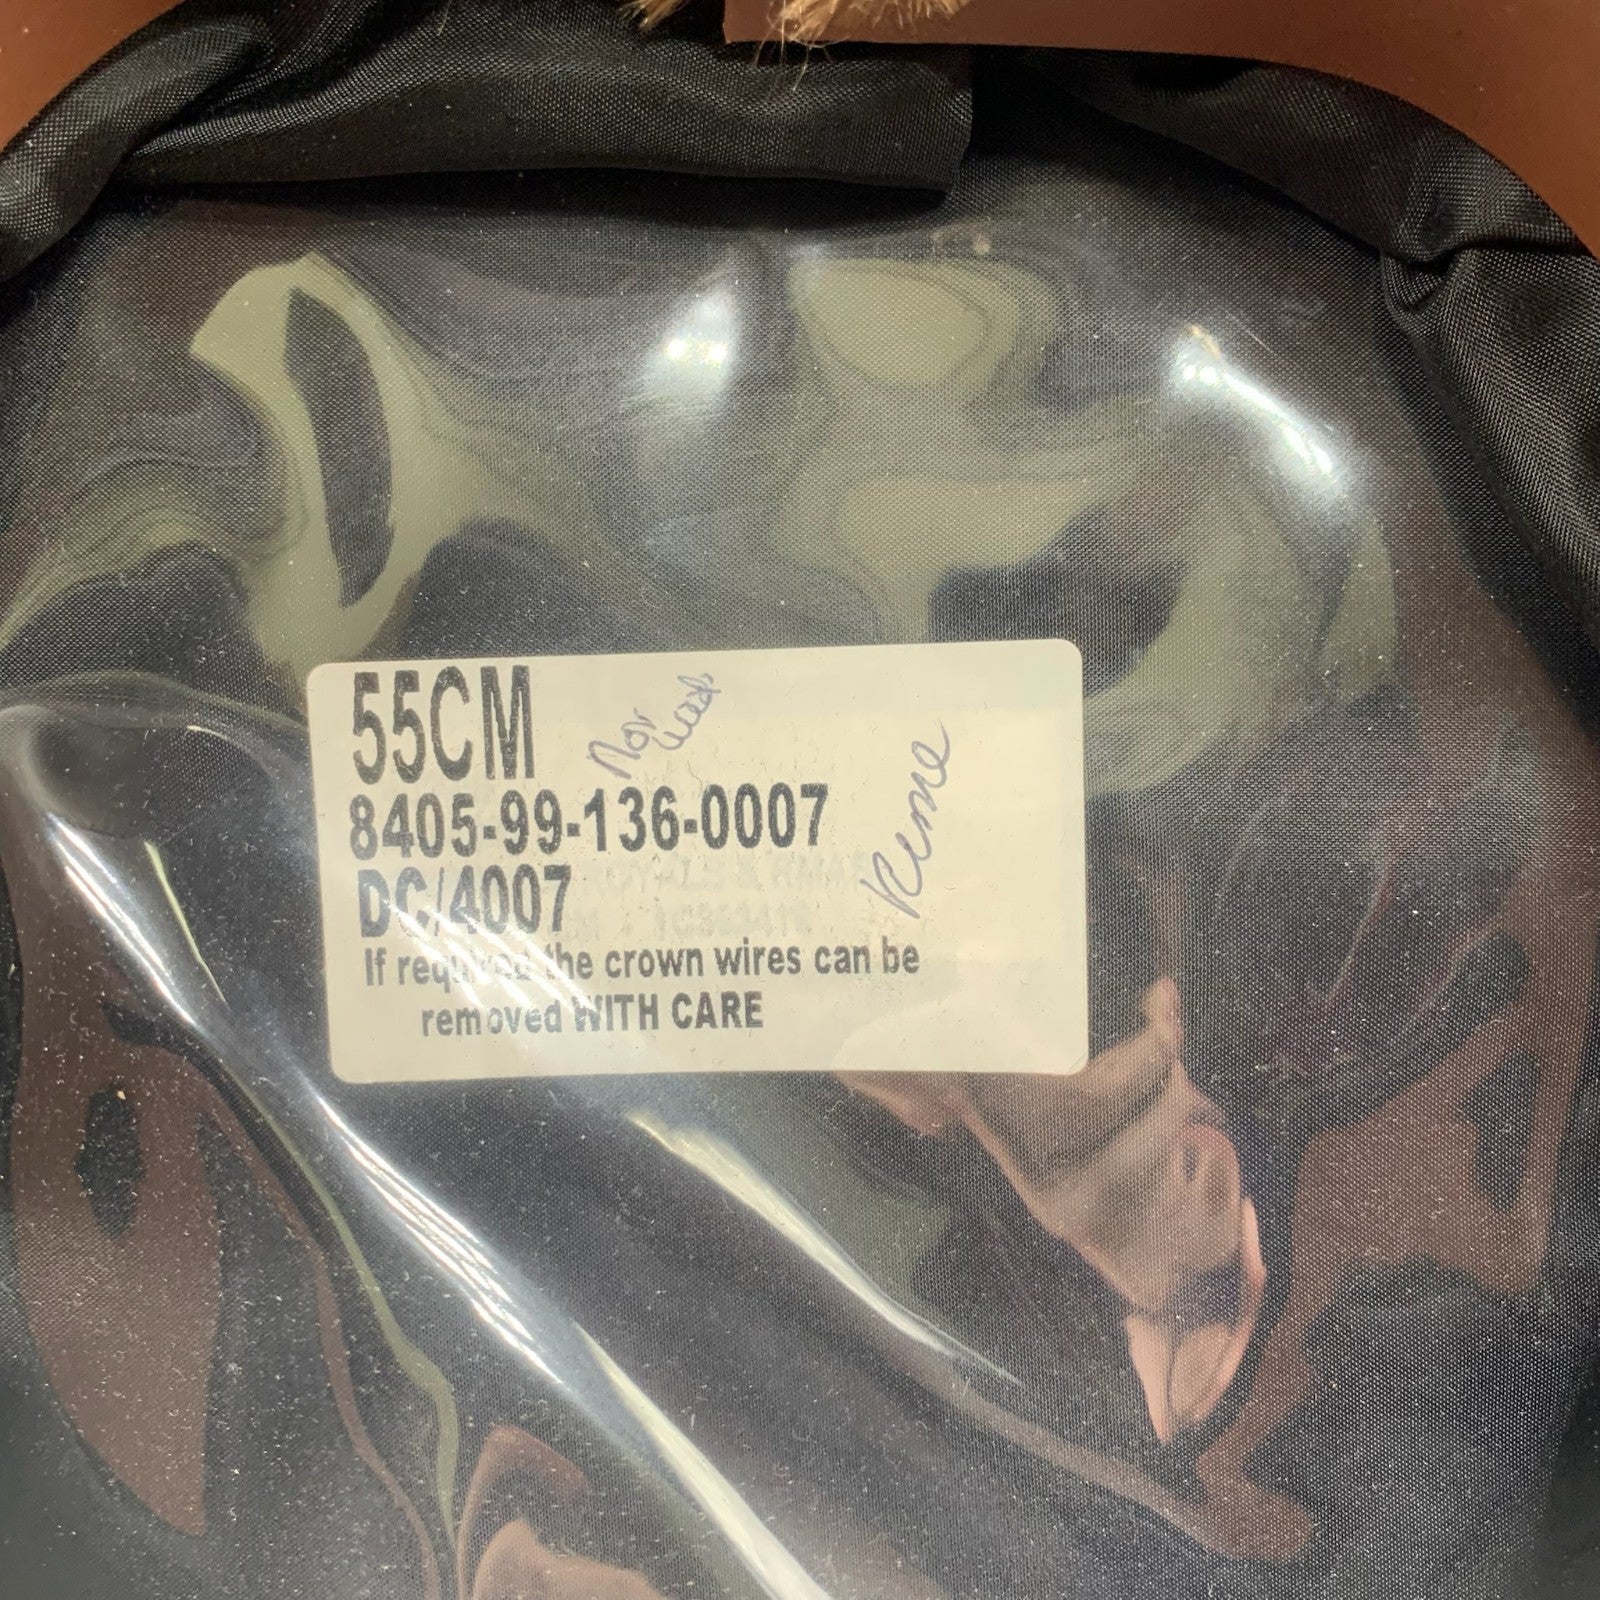 55CM
8405-99-136-0007
DC/4007
If required the crown wires can be
removed WITH CARE